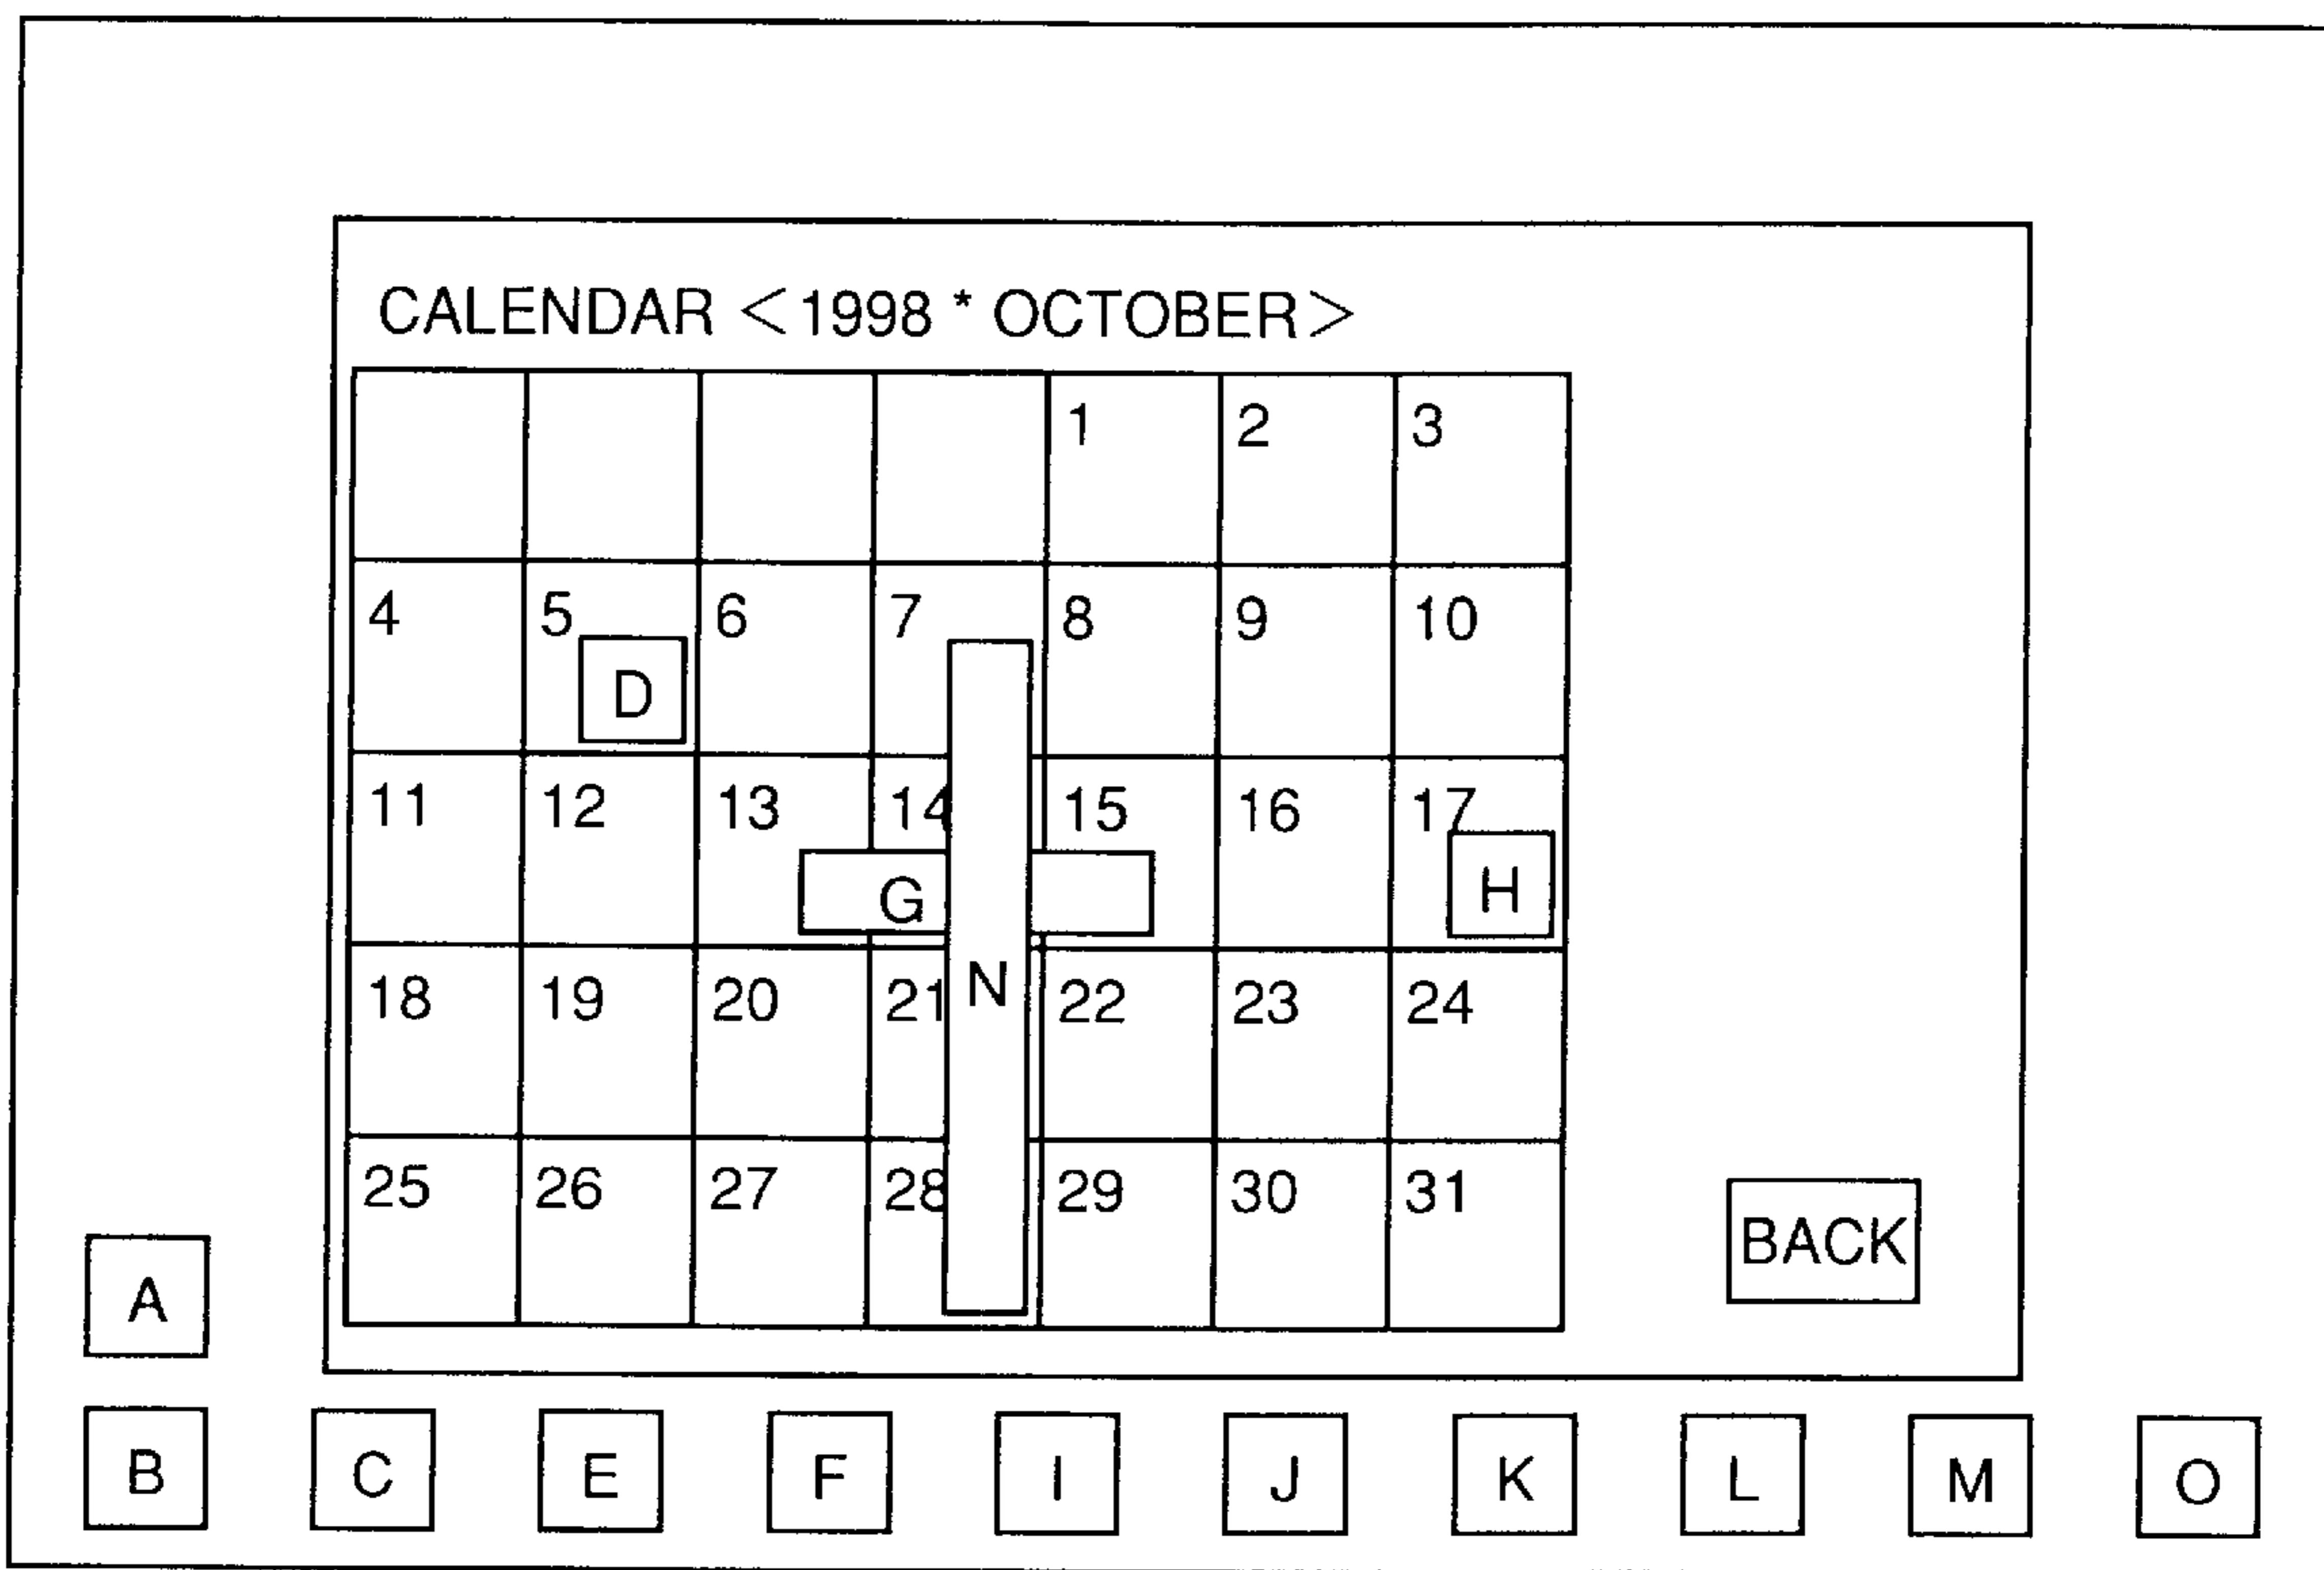 CALENDAR <1998 * OCTOBER>
1 2 3
4 5 6 7 8 9 10
D
11 12 13 14 15 16 17
G H
18 19 20 21 N 22 23 24
25 26 27 28 29 30 31
BACK
A
B C E F I J K L M O